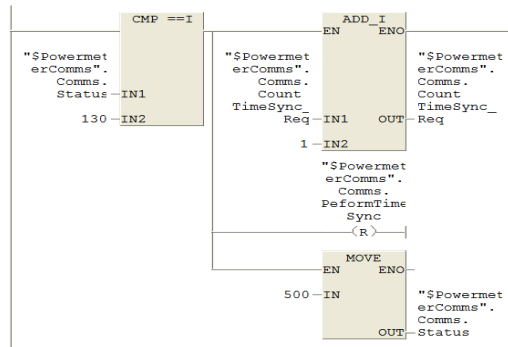 CMP ==I
ADD_I
EN ENO
"$Powermet
erComms".
Comms.
Status
IN1
130
IN2
"$Powermet
erComms".
Comms.
Count
TimeSync_
Req
IN1
1
IN2
OUT
"$Powermet
erComms".
Comms.
Count
TimeSync_
Req
"$Powermet
erComms".
Comms.
PeformTime
Sync
(R)
MOVE
EN ENO
500
IN
OUT
"$Powermet
erComms".
Comms.
Status